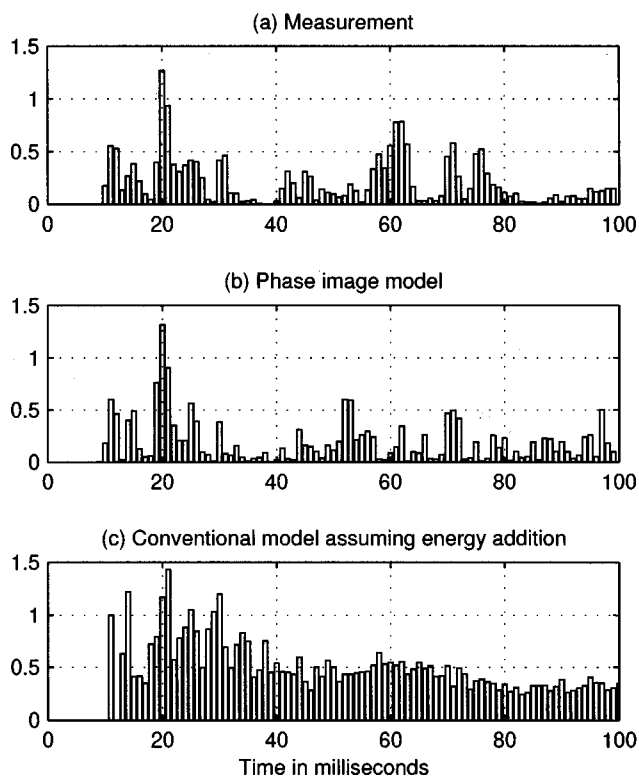 (a) Measurement
1.5
1
0.5
0
0 20 40 60 80 100
(b) Phase image model
1.5
1
0.5
0
0 20 40 60 80 100
(c) Conventional model assuming energy addition
1.5
1
0.5
0
0 20 40 60 80 100
Time in milliseconds